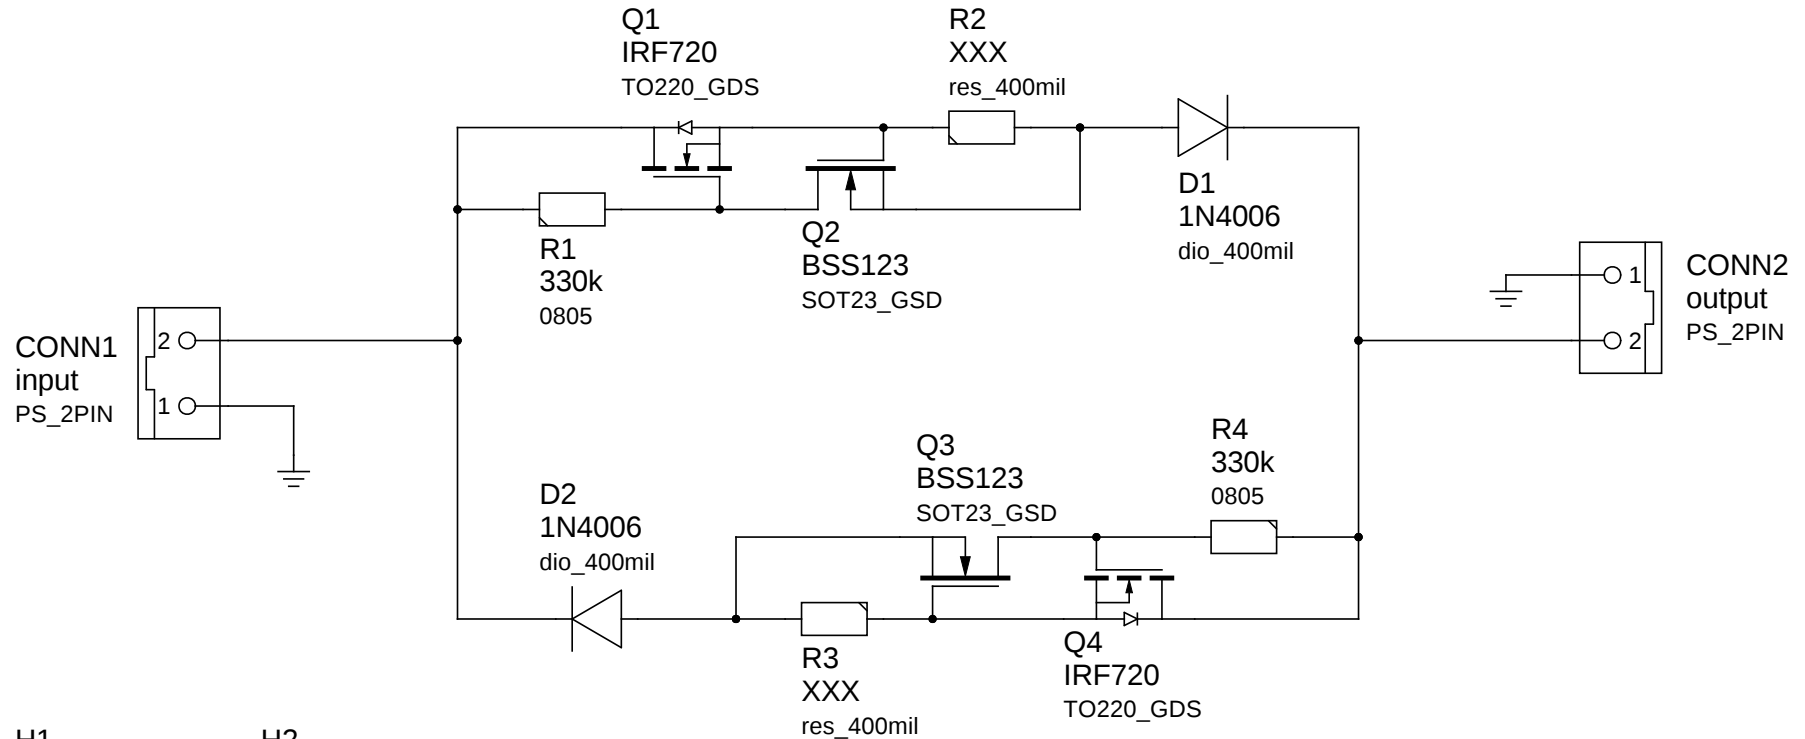 Q1
IRF720
TO220_GDS
R2
XXX
res_400mil
R1
330k
0805
Q2
BSS123
SOT23_GSD
D1
1N4006
dio_400mil
CONN1
input
PS_2PIN
2
1
1
2
CONN2
output
PS_2PIN
D2
1N4006
dio_400mil
Q3
BSS123
SOT23_GSD
R4
330k
0805
R3
XXX
res_400mil
Q4
IRF720
TO220_GDS
H1
H2